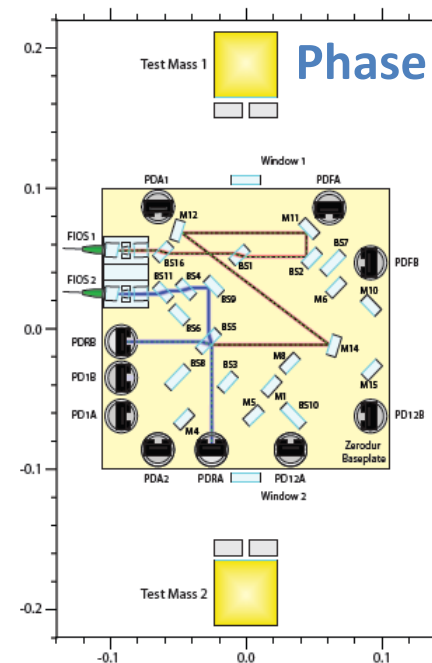 0.2
Test Mass 1
Phase
Window 1
0.1
PDA1
PDFA
M12
M11
FIOS 1
BS16
BS1
BS2
BS7
PDFB
FIOS 2
BS11
BS4
BS9
M6
M10
BS6
0.0
PDRB
BS5
M14
BS8
BS3
M8
M15
PD1B
M1
PD1A
M4
M5
BS10
PD12B
Zerodur
Baseplate
-0.1
PDA2
PDRA
PD12A
Window 2
Test Mass 2
-0.2
-0.1
0.0
0.1